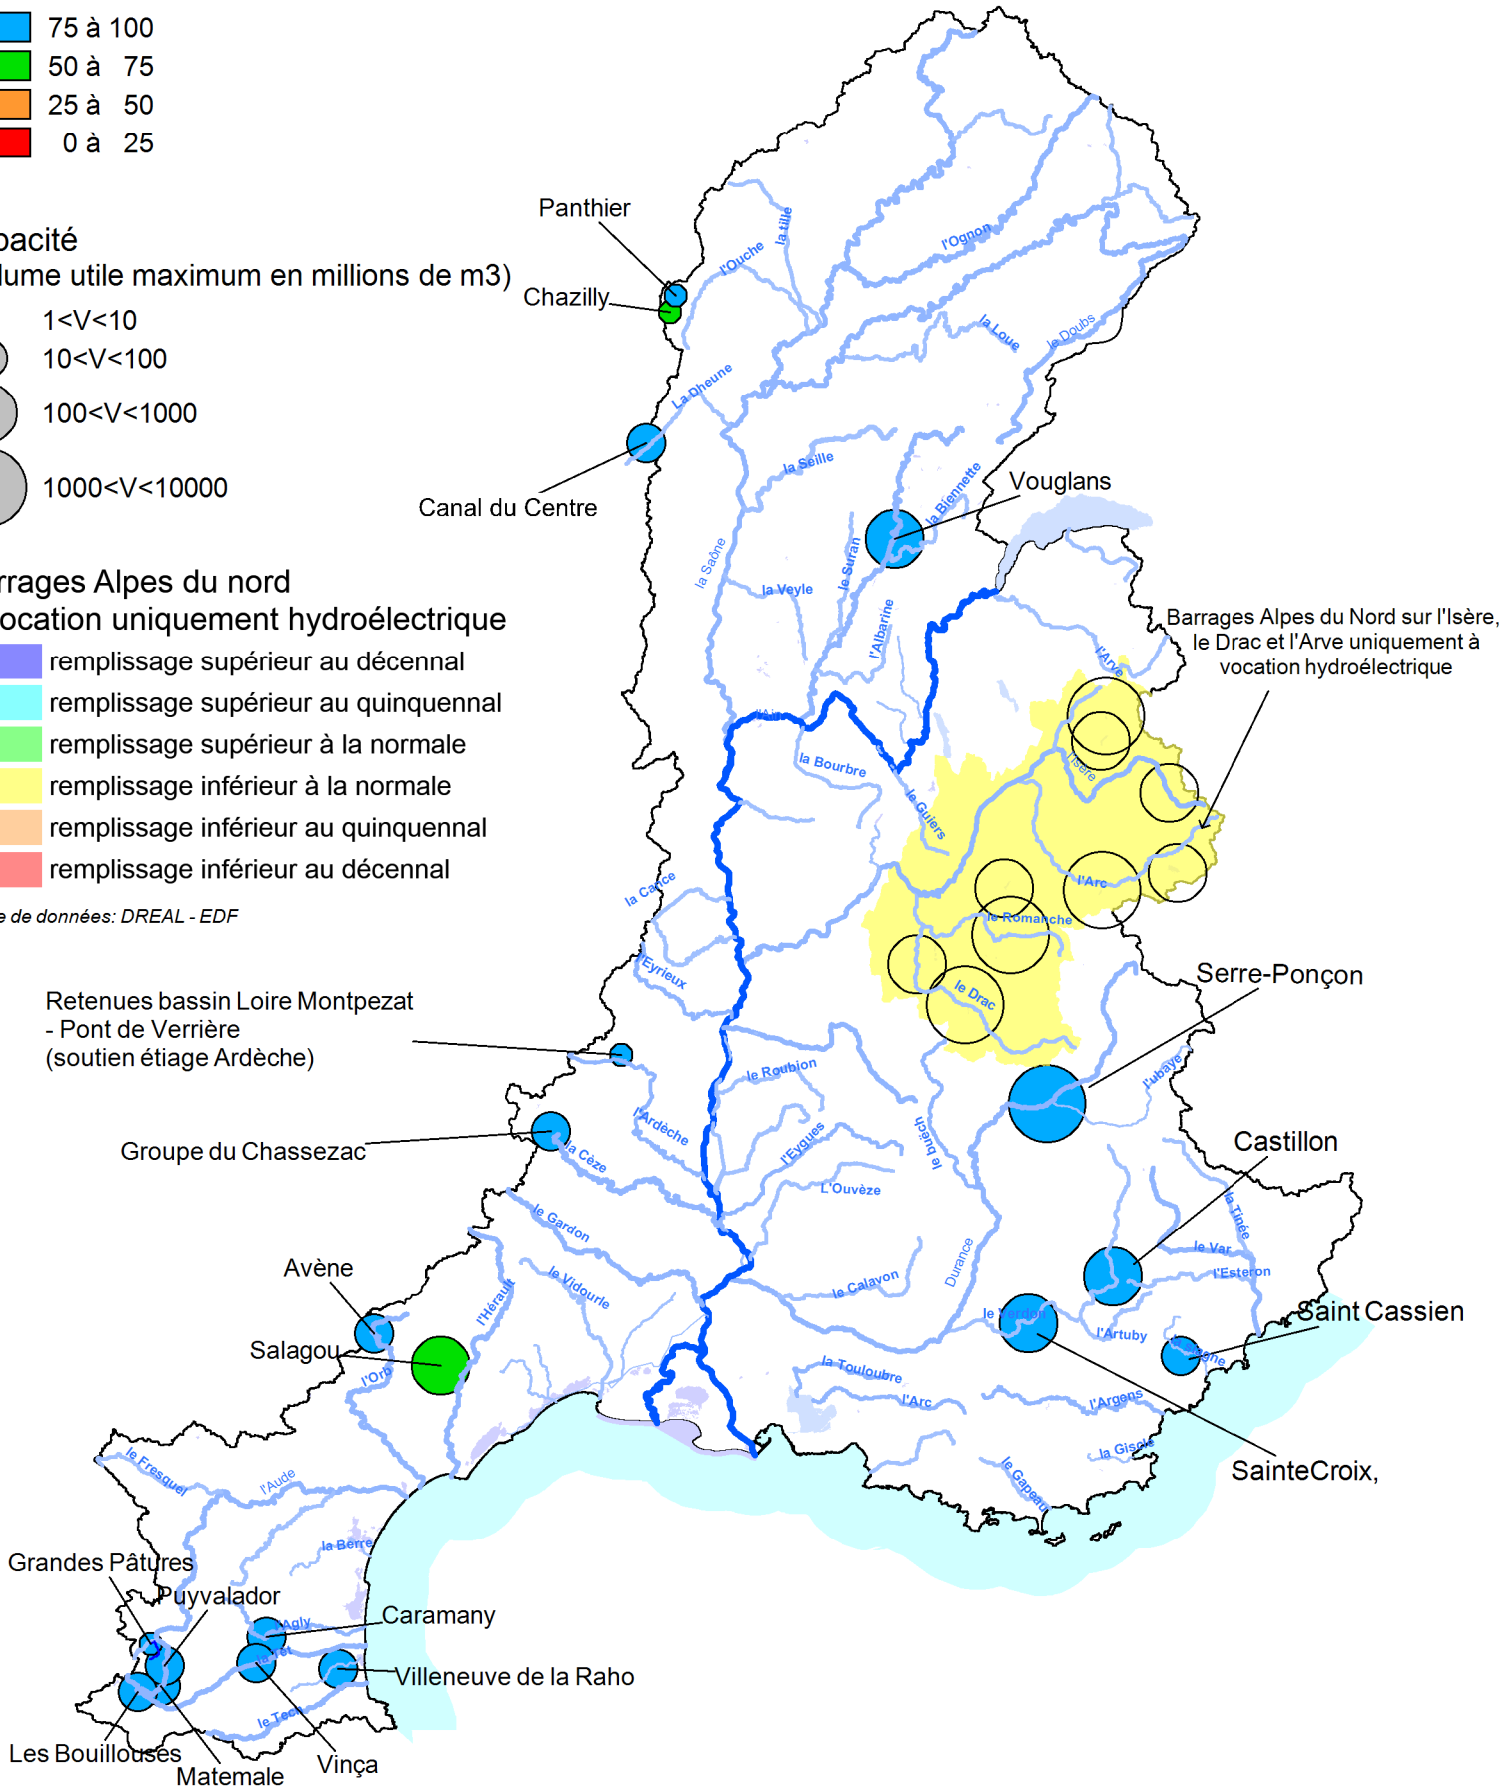 75 à 100
50 à 75
25 à 50
0 à 25
pacité
lume utile maximum en millions de m3)
1<V<10
10<V<100
100<V<1000
1000<V<10000
rrages Alpes du nord
ocation uniquement hydroélectrique
remplissage supérieur au décennal
remplissage supérieur au quinquennal
remplissage supérieur à la normale
remplissage inférieur à la normale
remplissage inférieur au quinquennal
remplissage inférieur au décennal
e de données: DREAL - EDF
Panthier
Chazilly
la tille
l'Ouche
l'Ognon
la Loue
le Doubs
La Dheune
Canal du Centre
la Seille
la Biennette
Vouglans
la Saône
le Suran
la Veyle
l'Albarine
l'Ain
l'Arve
Barrages Alpes du Nord sur l'Isère,
le Drac et l'Arve uniquement à
vocation hydroélectrique
la Bourbre
l'Isère
le Guiers
l'Arc
la Cance
le Romanche
l'Eyrieux
le Drac
Serre-Ponçon
Retenues bassin Loire Montpezat
- Pont de Verrière
(soutien étiage Ardèche)
le Roubion
l'ubaye
l'Ardèche
le buëch
l'Eygues
Groupe du Chassezac
la Cèze
Castillon
L'Ouvèze
la Tinée
le Gardon
le Var
Durance
l'Esteron
Avène
le Vidourle
l'Hérault
le Calavon
le Verdon
Saint Cassien
l'Artuby
Salagou
l'Orb
la Touloubre
l'Arc
l'Argens
la Giscle
SainteCroix,
le Gapeau
le Fresquel
l'Aude
la Berre
Grandes Pâtures
Puyvalador
l'Agly
Caramany
la Têt
Villeneuve de la Raho
le Tech
Les Bouillouses
Matemale
Vinça